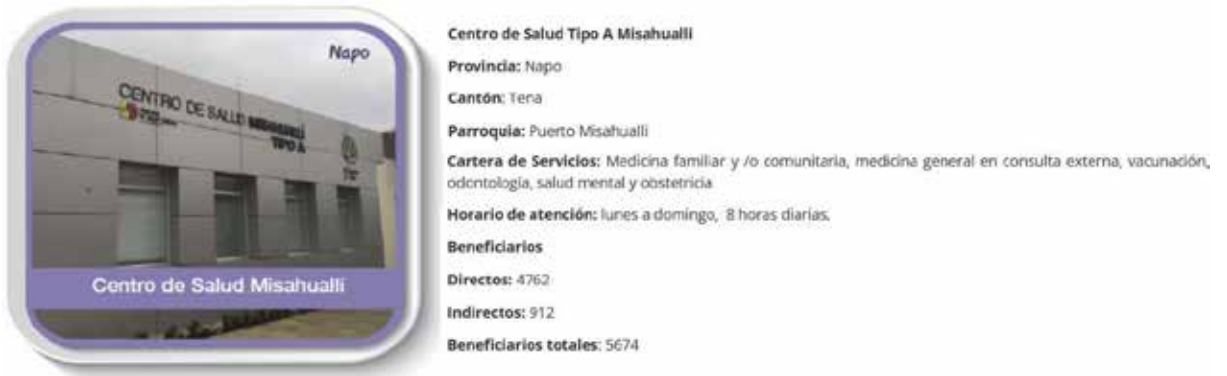 Napo
CENTRO DE SALUD MISAHUALLÍ
TIPO A
Centro de Salud Misahualli
Centro de Salud Tipo A Misahualli
Provincia: Napo
Cantón: Tena
Parroquia: Puerto Misahualli
Cartera de Servicios: Medicina familiar y /o comunitaria, medicina general en consulta externa, vacunación,
odontología, salud mental y obstetricia
Horario de atención: lunes a domingo, 8 horas diarias.
Beneficiarios
Directos: 4762
Indirectos: 912
Beneficiarios totales: 5674